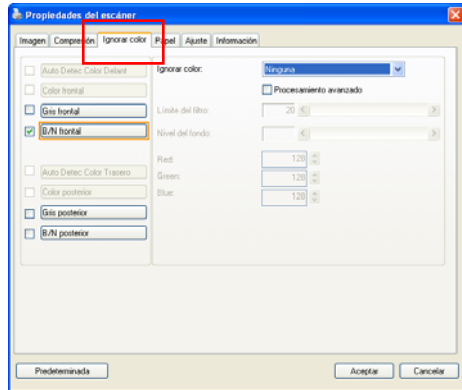 Propiedades del escáner
Imagen Compresión Ignorar color Papel Ajuste Información
Auto Detec Color Delant
Color frontal
Gris frontal
B/N frontal
Auto Detec Color Trasero
Color posterior
Gris posterior
B/N posterior
Ignorar color: Ninguna
Procesamiento avanzado
Límite del filtro: 20
Nivel del fondo:
Red: 128
Green: 128
Blue: 128
Predeterminada Aceptar Cancelar